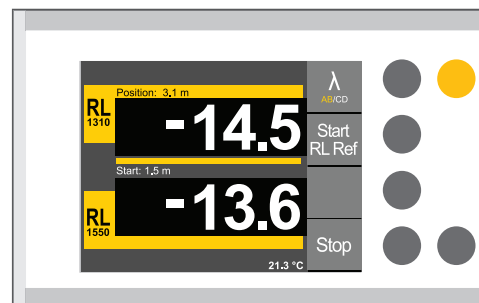 Position: 3.1 m
RL
1310
-14.5
Start: 1.5 m
RL
1550
-13.6
21.3 °C
λ
AB/CD
Start
RL Ref
Stop